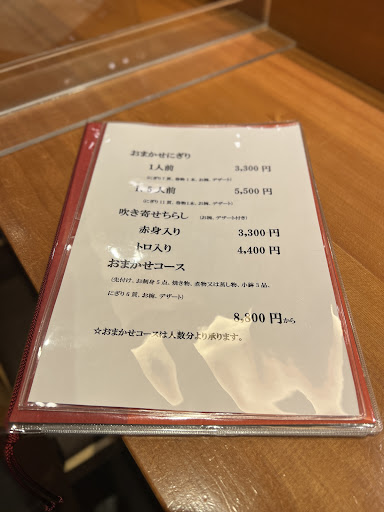 おまかせにぎり
1人前 3,300円
(にぎり7貫、巻物1本、お椀、デザート)
人前 5,500円
(にぎり11貫、巻物1本、お椀、デザート)
吹き寄せちらし (お椀、デザート付き)
赤身入り 3,300円
トロ入り 4,400円
おまかせコース
(先付け、お刺身5点、焼き物、煮物又は蒸し物、小鉢5品、
にぎり5貫、お椀、デザート)
8,800円から
☆おまかせコースは人数分より承ります。